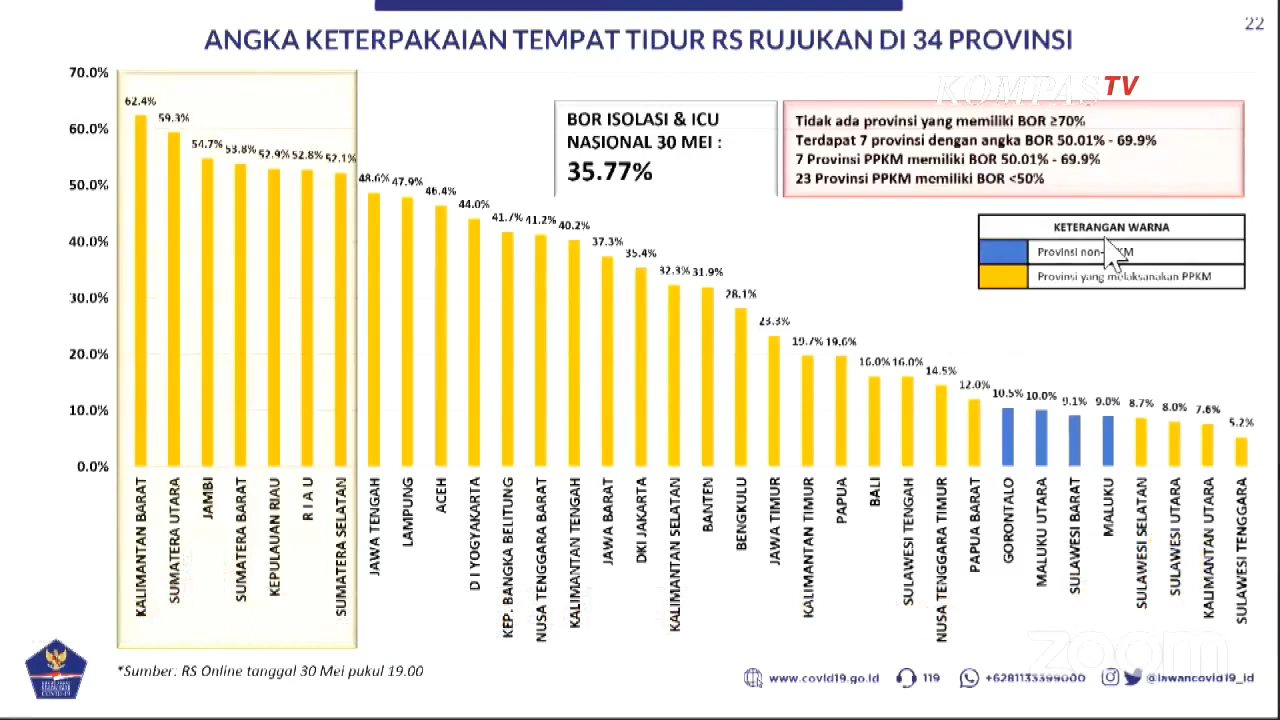 22
ANGKA KETERPAKAIAN TEMPAT TIDUR RS RUJUKAN DI 34 PROVINSI
KOMPAS TV
BOR ISOLASI & ICU
NASIONAL 30 MEI :
35.77%
Tidak ada provinsi yang memiliki BOR ≥70%
Terdapat 7 provinsi dengan angka BOR 50.01% - 69.9%
7 Provinsi PPKM memiliki BOR 50.01% - 69.9%
23 Provinsi PPKM memiliki BOR <50%
KETERANGAN WARNA
Provinsi non-
Provinsi yang melaksanakan PPKM
70.0%
60.0%
50.0%
40.0%
30.0%
20.0%
10.0%
0.0%
62.4%
59.3%
54.7%
53.8%
52.9%
52.8%
52.1%
48.6%
47.9%
46.4%
44.0%
41.7%
41.2%
40.2%
37.3%
35.4%
32.3%
31.9%
28.1%
23.3%
19.7%
19.6%
16.0%
16.0%
14.5%
12.0%
10.5%
10.0%
9.1%
9.0%
8.7%
8.0%
7.6%
5.2%
KALIMANTAN BARAT
SUMATERA UTARA
JAMBI
SUMATERA BARAT
KEPULAUAN RIAU
R I A U
SUMATERA SELATAN
JAWA TENGAH
LAMPUNG
ACEH
D I YOGYAKARTA
KEP. BANGKA BELITUNG
NUSA TENGGARA BARAT
KALIMANTAN TENGAH
JAWA BARAT
DKI JAKARTA
KALIMANTAN SELATAN
BANTEN
BENGKULU
JAWA TIMUR
KALIMANTAN TIMUR
PAPUA
BALI
SULAWESI TENGAH
NUSA TENGGARA TIMUR
PAPUA BARAT
GORONTALO
MALUKU UTARA
SULAWESI BARAT
MALUKU
SULAWESI SELATAN
SULAWESI UTARA
KALIMANTAN UTARA
SULAWESI TENGGARA
*Sumber: RS Online tanggal 30 Mei pukul 19.00
www.covid19.go.id
119
+6281133399000
@lawancovid19_id
zoom